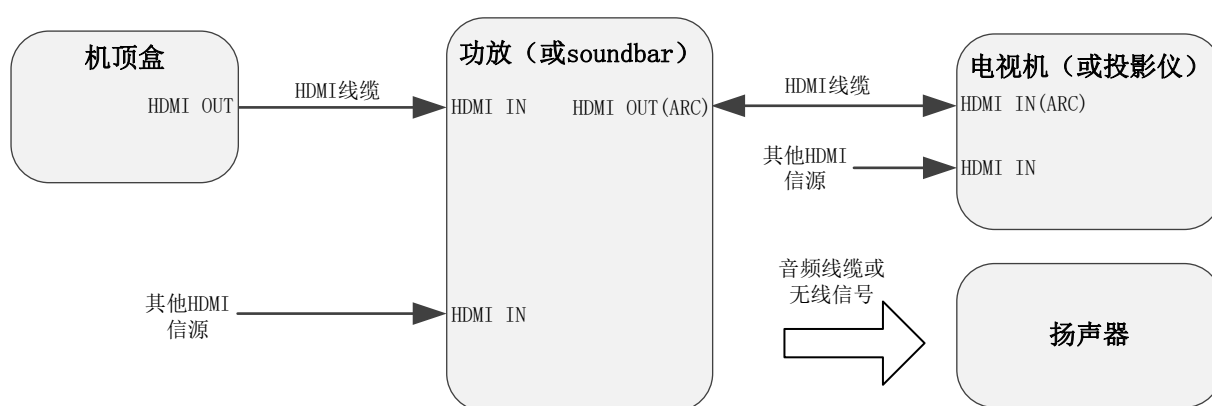 机顶盒
HDMI OUT
HDMI线缆
功放（或soundbar）
HDMI IN
HDMI OUT(ARC)
HDMI线缆
电视机（或投影仪）
HDMI IN(ARC)
其他HDMI
信源
HDMI IN
其他HDMI
信源
HDMI IN
音频线缆或
无线信号
扬声器